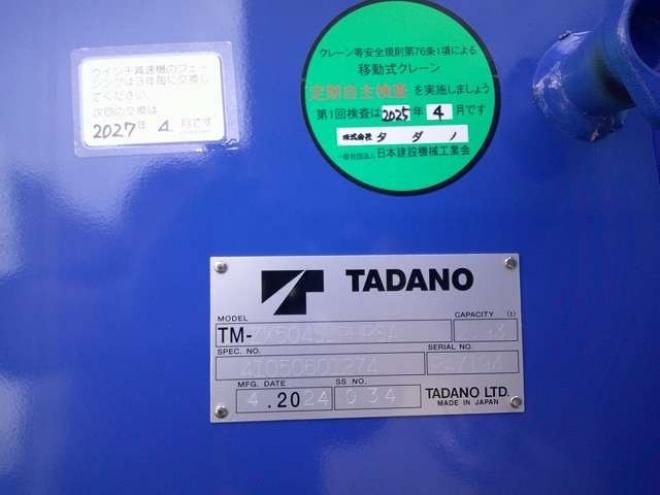 ウインチ減速機のフェー
シングは3年毎に交換し
てください。
次回の交換は
2027年 4月です
クレーン等安全規則第76条1項による
移動式クレーン
定期自主検査を実施しましょう
第1回検査は2025年4月です
株式会社タダノ
一般社団法人日本建設機械工業会
TADANO
MODEL
CAPACITY (t)
TM-
SPEC. NO.
SERIAL NO.
MFG. DATE
SS NO.
4.2024
034
TADANO LTD.
MADE IN JAPAN